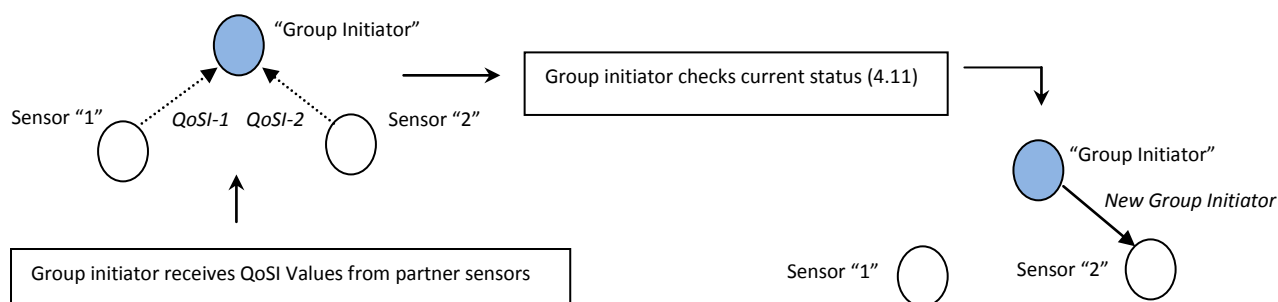 “Group Initiator”
Sensor “1”
QoSI-1
QoSI-2
Sensor “2”
Group initiator receives QoSI Values from partner sensors
Group initiator checks current status (4.11)
“Group Initiator”
New Group Initiator
Sensor “1”
Sensor “2”